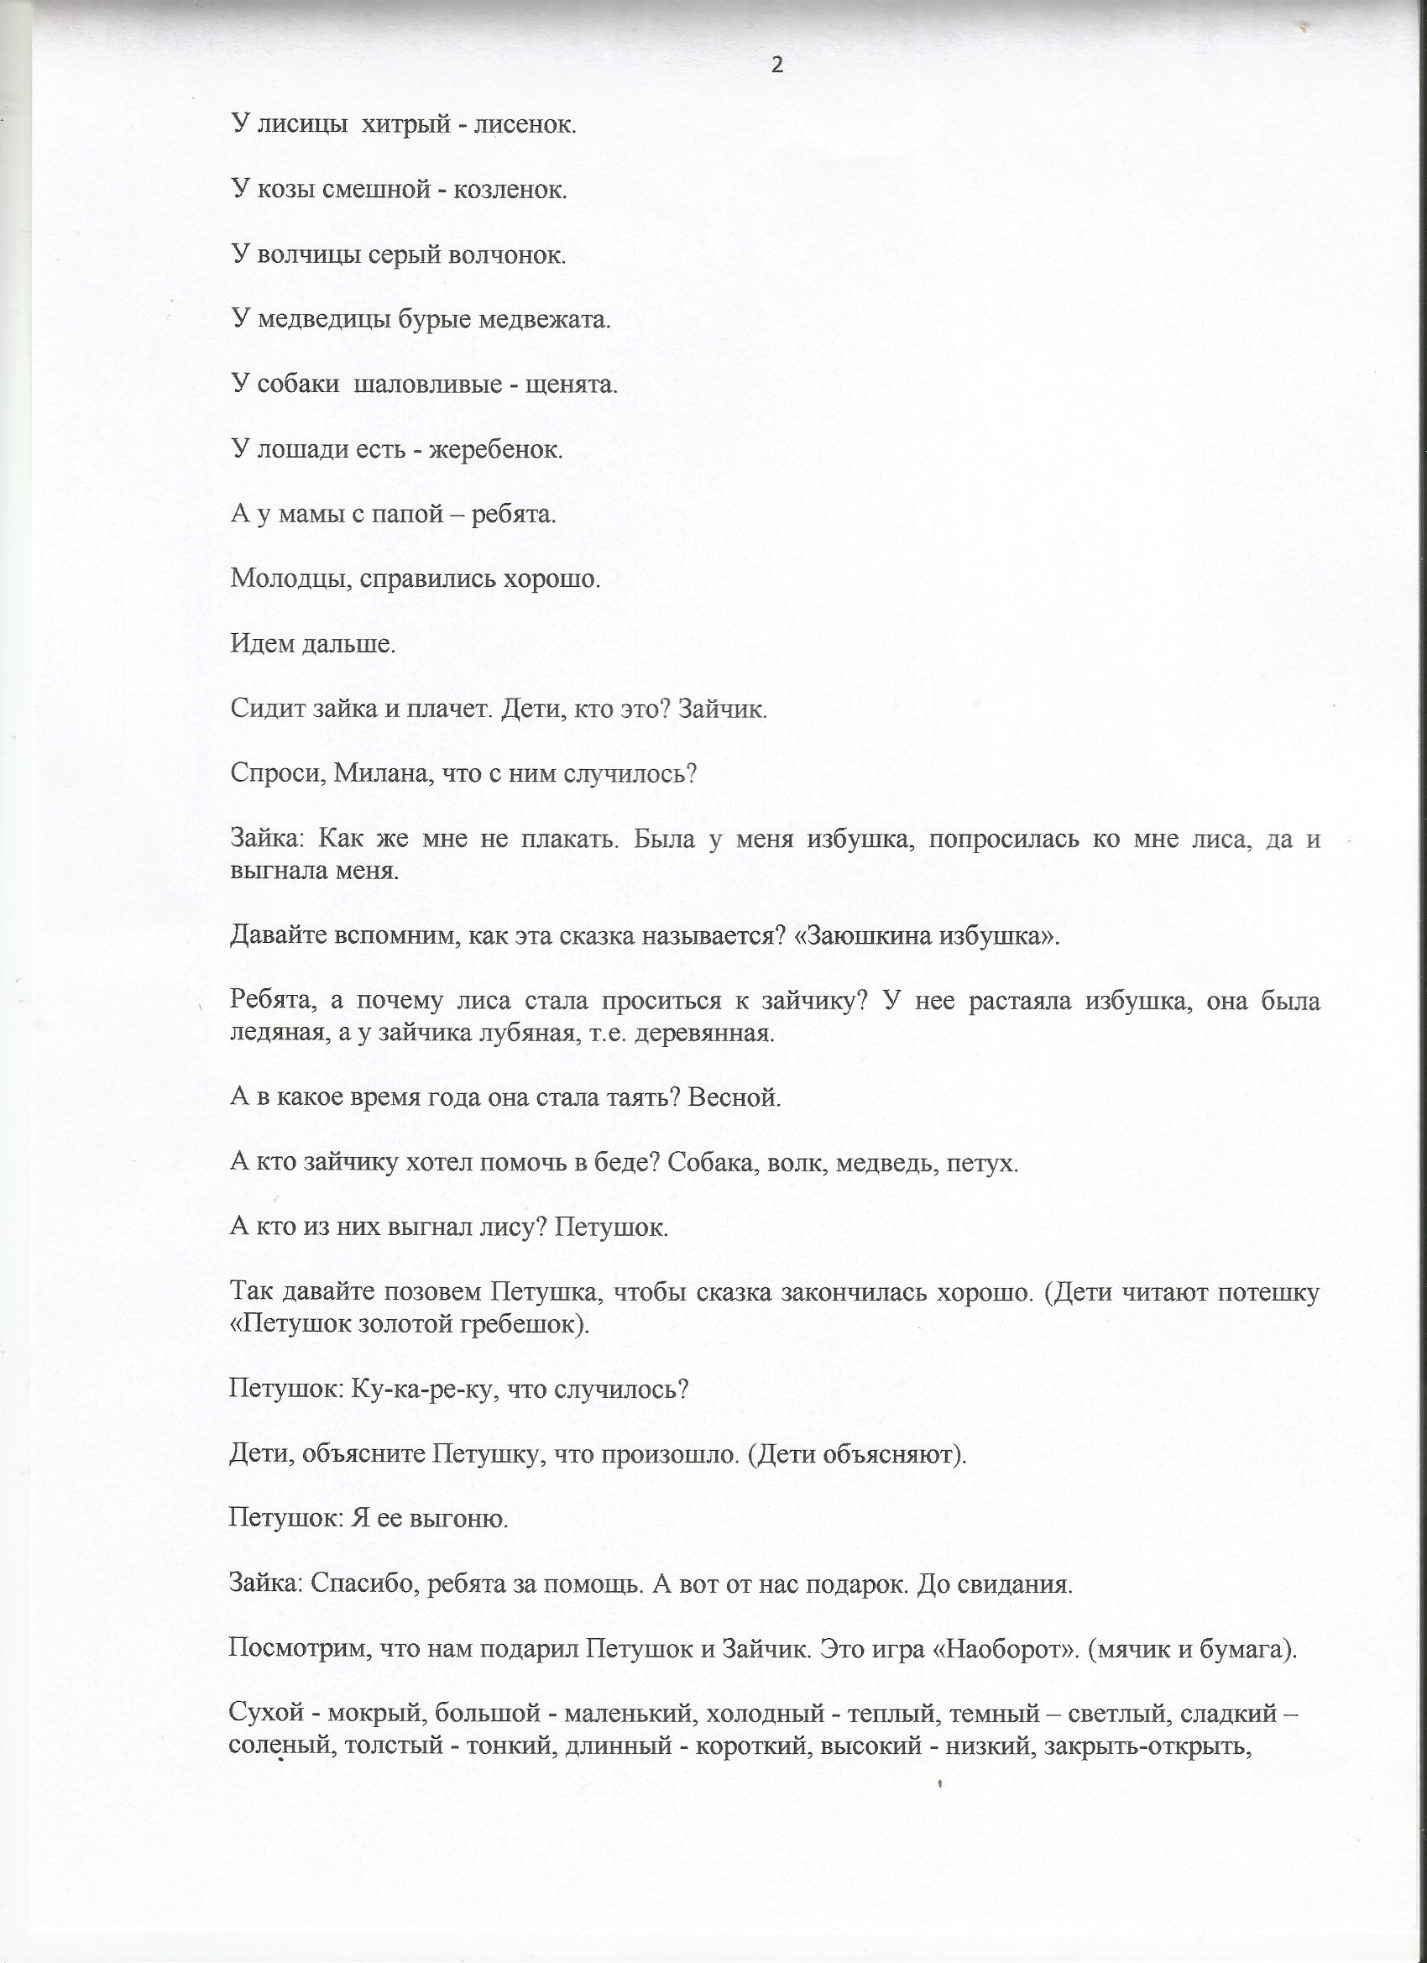 2
У лисицы  хитрый - лисенок.
У козы смешной - козленок.
У волчицы серый волчонок.
У медведицы бурые медвежата.
У собаки  шаловливые - щенята.
У лошади есть - жеребенок.
А у мамы с папой – ребята.
Молодцы, справились хорошо.
Идем дальше.
Сидит зайка и плачет. Дети, кто это? Зайчик.
Спроси, Милана, что с ним случилось?
Зайка: Как же мне не плакать. Была у меня избушка, попросилась ко мне лиса, да и
выгнала меня.
Давайте вспомним, как эта сказка называется? «Заюшкина избушка».
Ребята, а почему лиса стала проситься к зайчику? У нее растаяла избушка, она была
ледяная, а у зайчика лубяная, т.е. деревянная.
А в какое время года она стала таять? Весной.
А кто зайчику хотел помочь в беде? Собака, волк, медведь, петух.
А кто из них выгнал лису? Петушок.
Так давайте позовем Петушка, чтобы сказка закончилась хорошо. (Дети читают потешку
«Петушок золотой гребешок).
Петушок: Ку-ка-ре-ку, что случилось?
Дети, объясните Петушку, что произошло. (Дети объясняют).
Петушок: Я ее выгоню.
Зайка: Спасибо, ребята за помощь. А вот от нас подарок. До свидания.
Посмотрим, что нам подарил Петушок и Зайчик. Это игра «Наоборот». (мячик и бумага).
Сухой - мокрый, большой - маленький, холодный - теплый, темный – светлый, сладкий –
соленый, толстый - тонкий, длинный - короткий, высокий - низкий, закрыть-открыть,